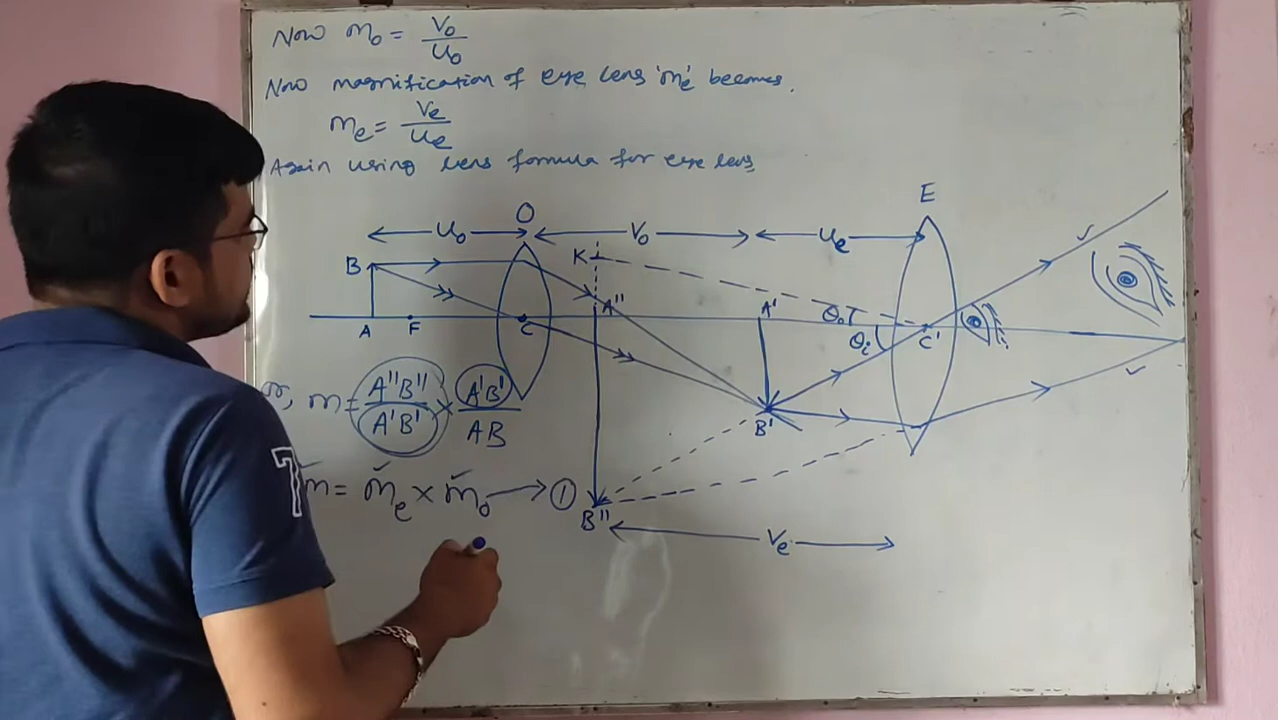 Now m₀ = V₀/U₀
Now magnification of eye lens 'mₑ' becomes.
mₑ = Vₑ/Uₑ
Again using lens formula for eye lens
E
O
U₀ V₀ Uₑ
K
B
A'' A' θ₀
A F C θᵢ C'
or, m = A''B''/A'B' × A'B'/AB
B'
m = mₑ × m₀ → ①
B''
Vₑ